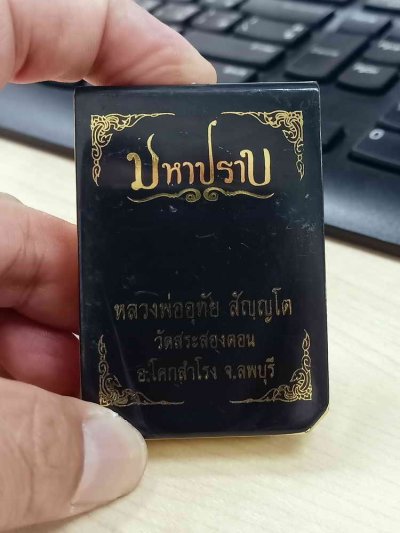 มหาปราบ
หลวงพ่ออุทัย สัญญโต
วัดสระสองตอน
อ.โคกสำโรง จ.ลพบุรี